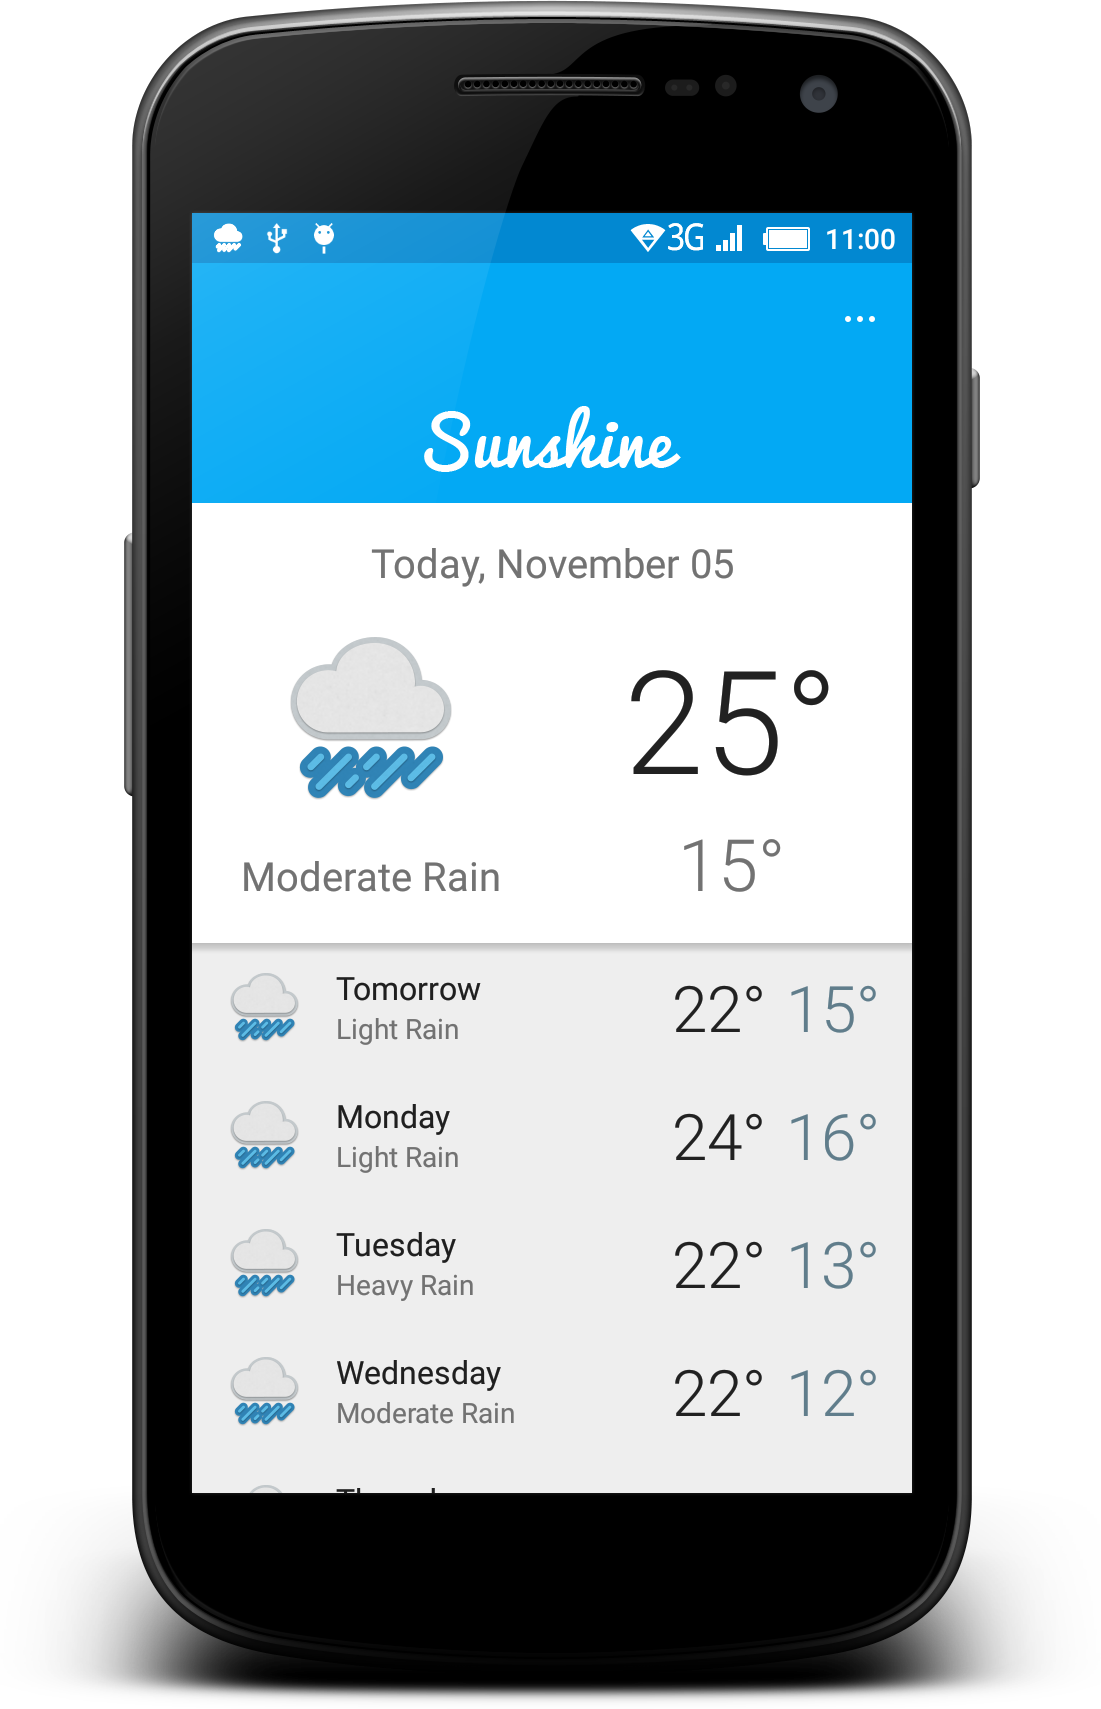 3G 11:00
Sunshine
Today, November 05
25°
15°
Moderate Rain
Tomorrow
Light Rain
22° 15°
Monday
Light Rain
24° 16°
Tuesday
Heavy Rain
22° 13°
Wednesday
Moderate Rain
22° 12°